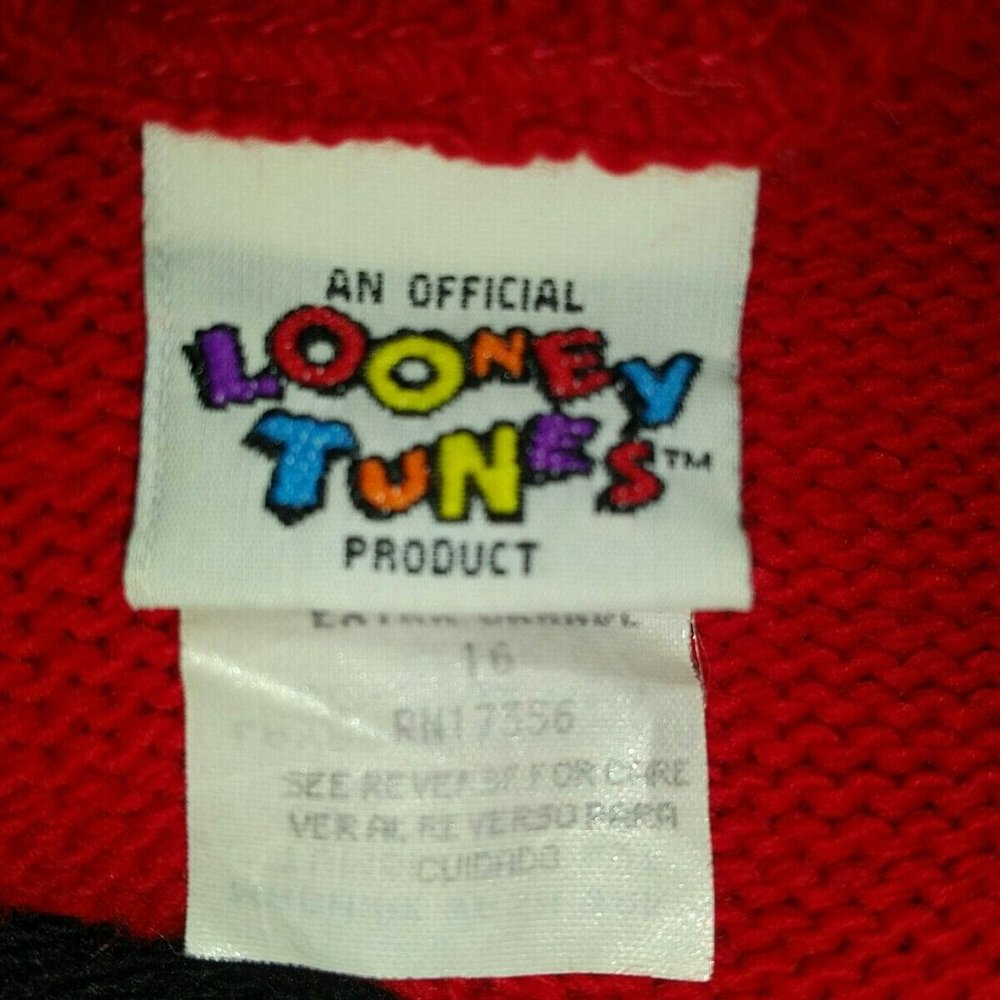 AN OFFICIAL
LOONEY
TUNES™
PRODUCT
16
RN17356
SEE REVERSE FOR CARE
VER AL REVERSO PARA
CUIDADO